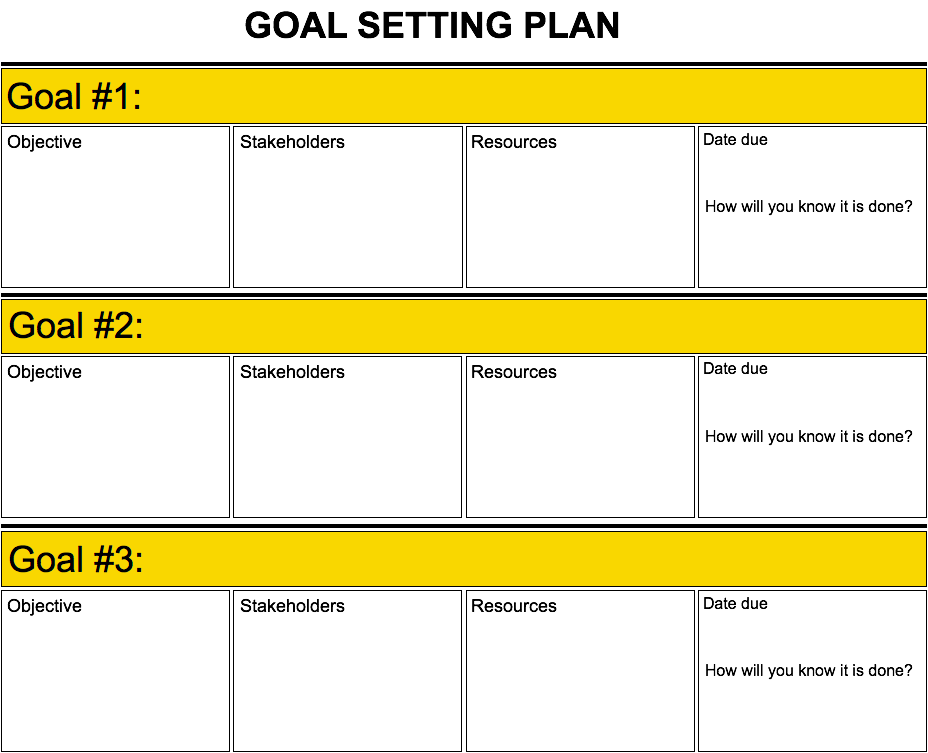 GOAL SETTING PLAN
Goal #1:
Objective
Stakeholders
Resources
Date due
How will you know it is done?
Goal #2:
Objective
Stakeholders
Resources
Date due
How will you know it is done?
Goal #3:
Objective
Stakeholders
Resources
Date due
How will you know it is done?